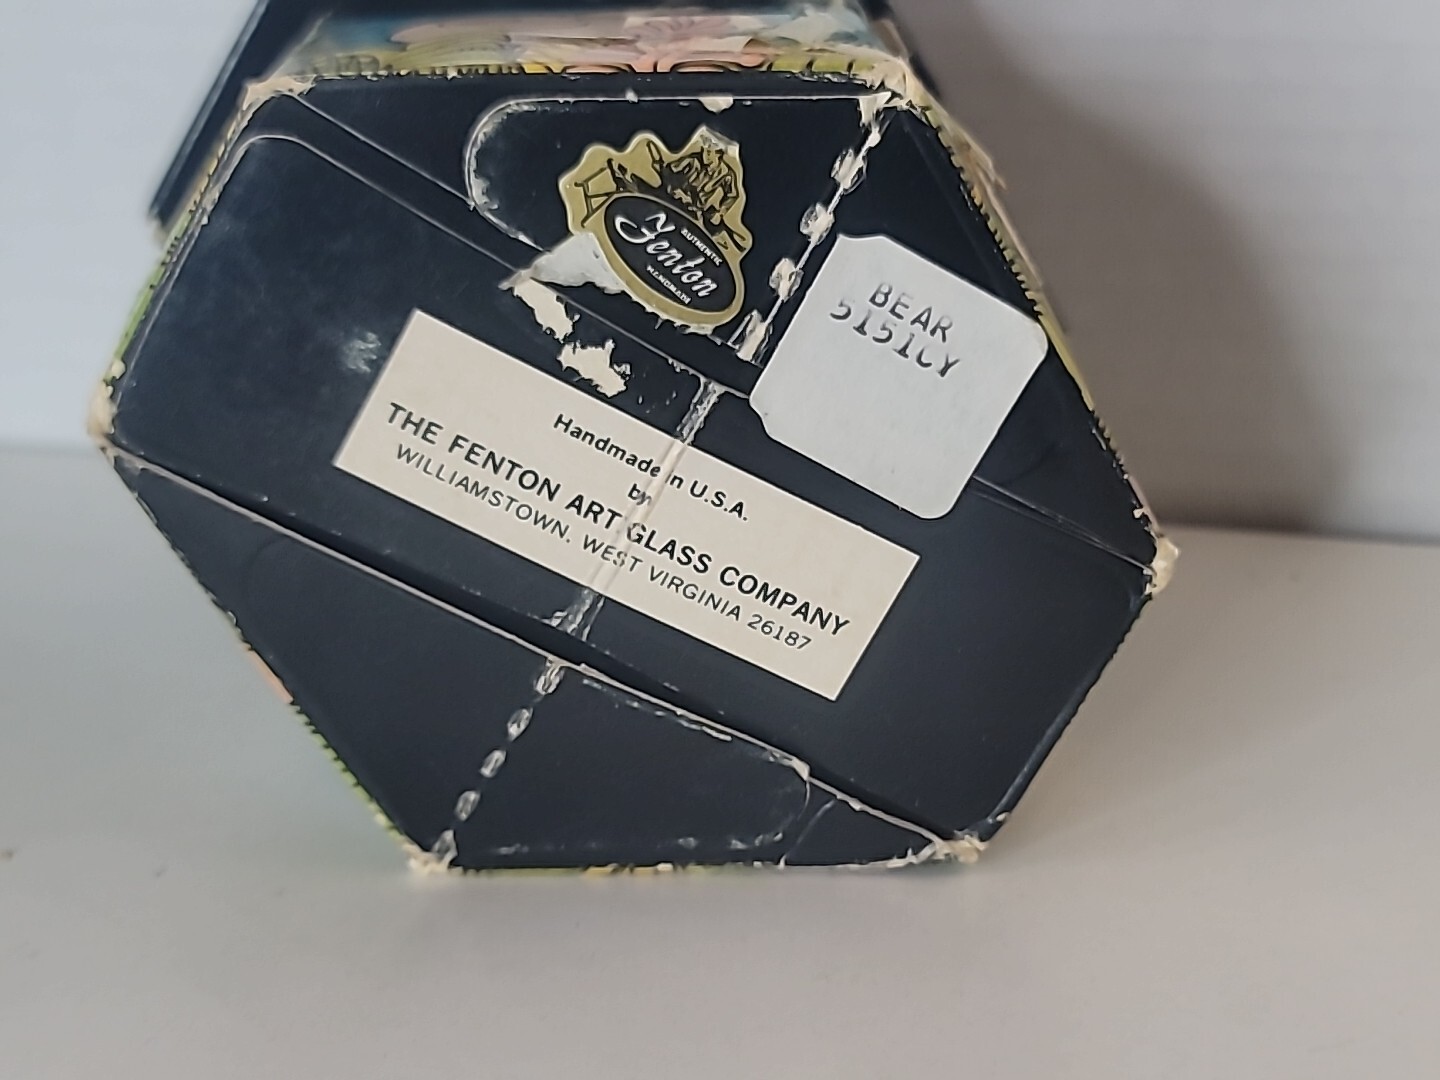 AUTHENTIC
Fenton
HANDMADE
BEAR
5151CY
Handmade in U.S.A.
by
THE FENTON ART GLASS COMPANY
WILLIAMSTOWN, WEST VIRGINIA 26187